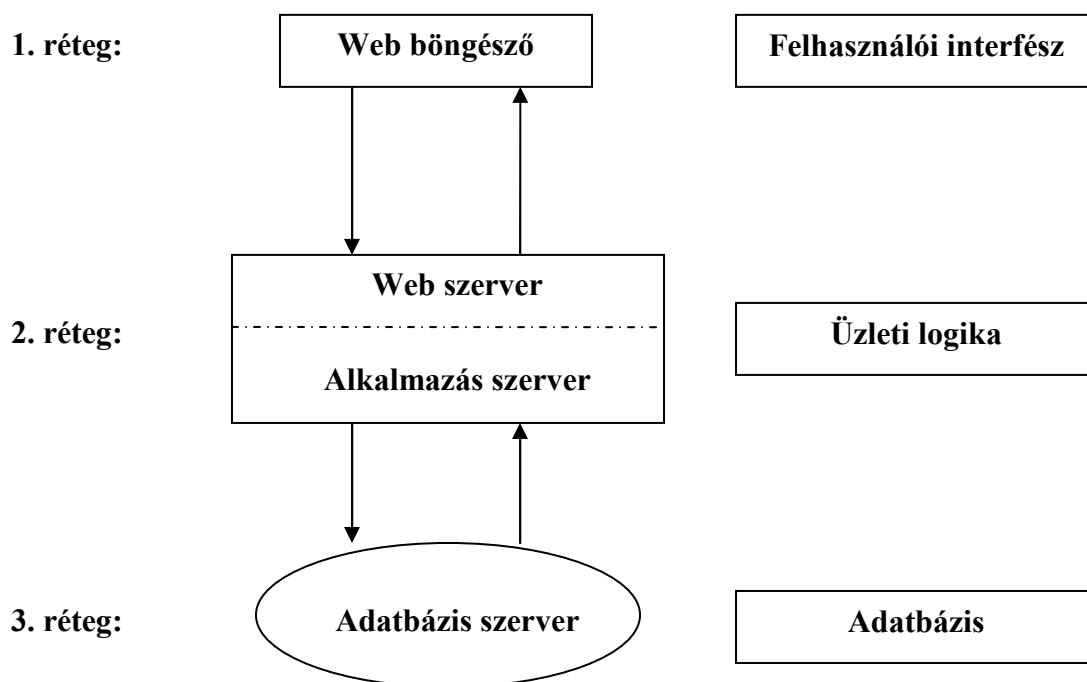 1. réteg:
Web böngésző
Felhasználói interfész
Web szerver
2. réteg:
Üzleti logika
Alkalmazás szerver
3. réteg:
Adatbázis szerver
Adatbázis